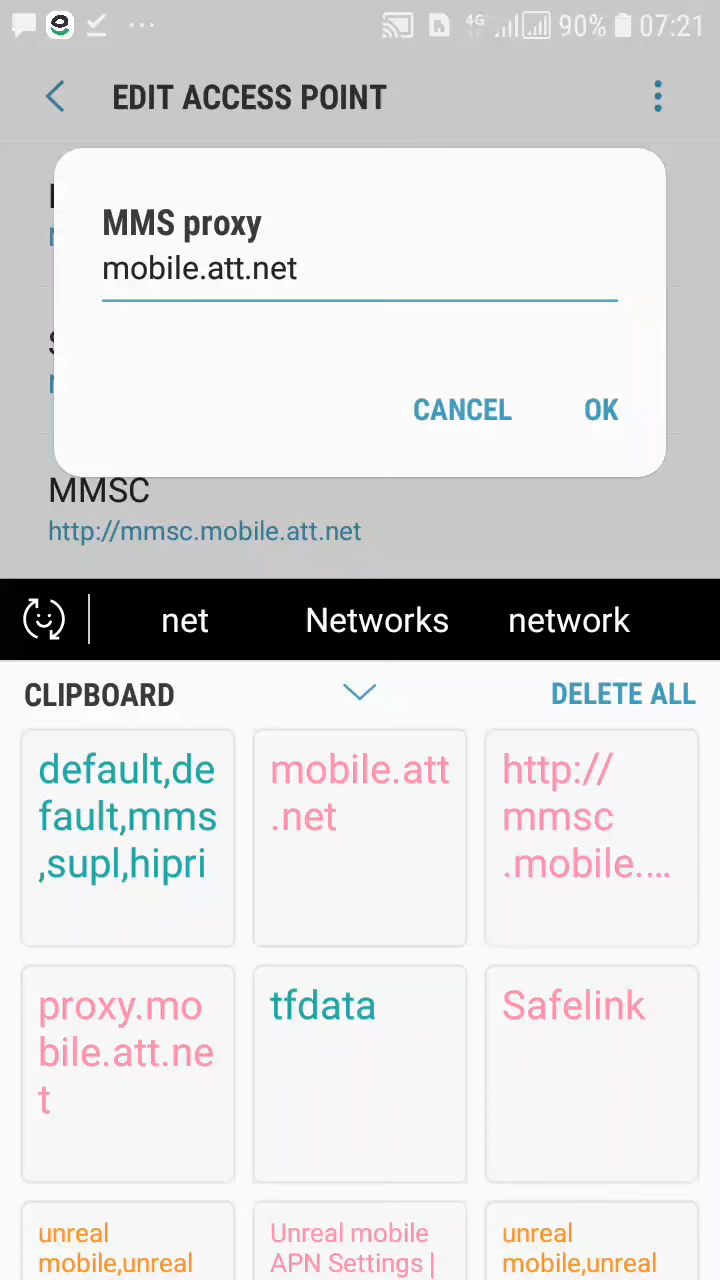 4G 90% 07:21
EDIT ACCESS POINT
MMS proxy
mobile.att.net
CANCEL OK
MMSC
http://mmsc.mobile.att.net
net Networks network
CLIPBOARD DELETE ALL
default,de
fault,mms
,supl,hipri
mobile.att
.net
http://
mmsc
.mobile.…
proxy.mo
bile.att.ne
t
tfdata
Safelink
unreal
mobile,unreal
Unreal mobile
APN Settings |
unreal
mobile,unreal